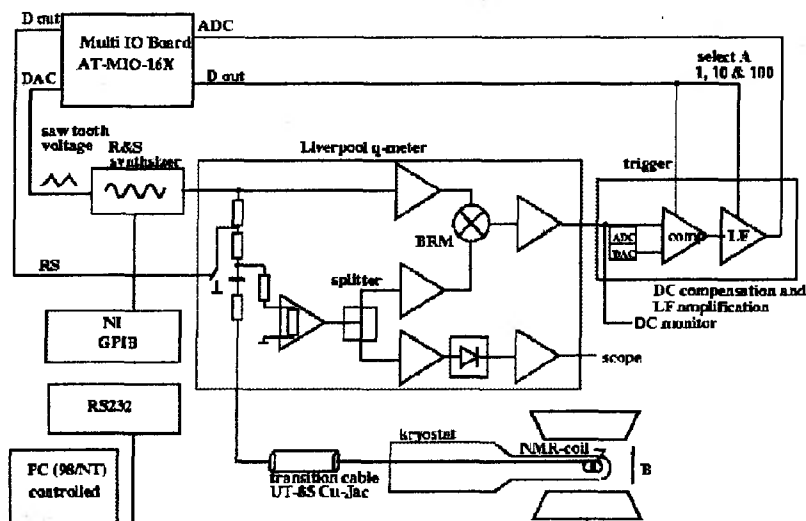 D out
Multi IO Board
AT-MIO-16X
ADC
DAC
D out
select A
1, 10 & 100
saw tooth
voltage
R&S
synthsizer
Liverpool q-meter
trigger
BRM
ADC
DAC
comp
LF
RS
splitter
DC compensation and
LF amplification
DC monitor
NI
GPIB
scope
RS232
kryostat
NMR-coil
B
PC (98/NT)
controlled
transition cable
UT-85 Cu-Jac